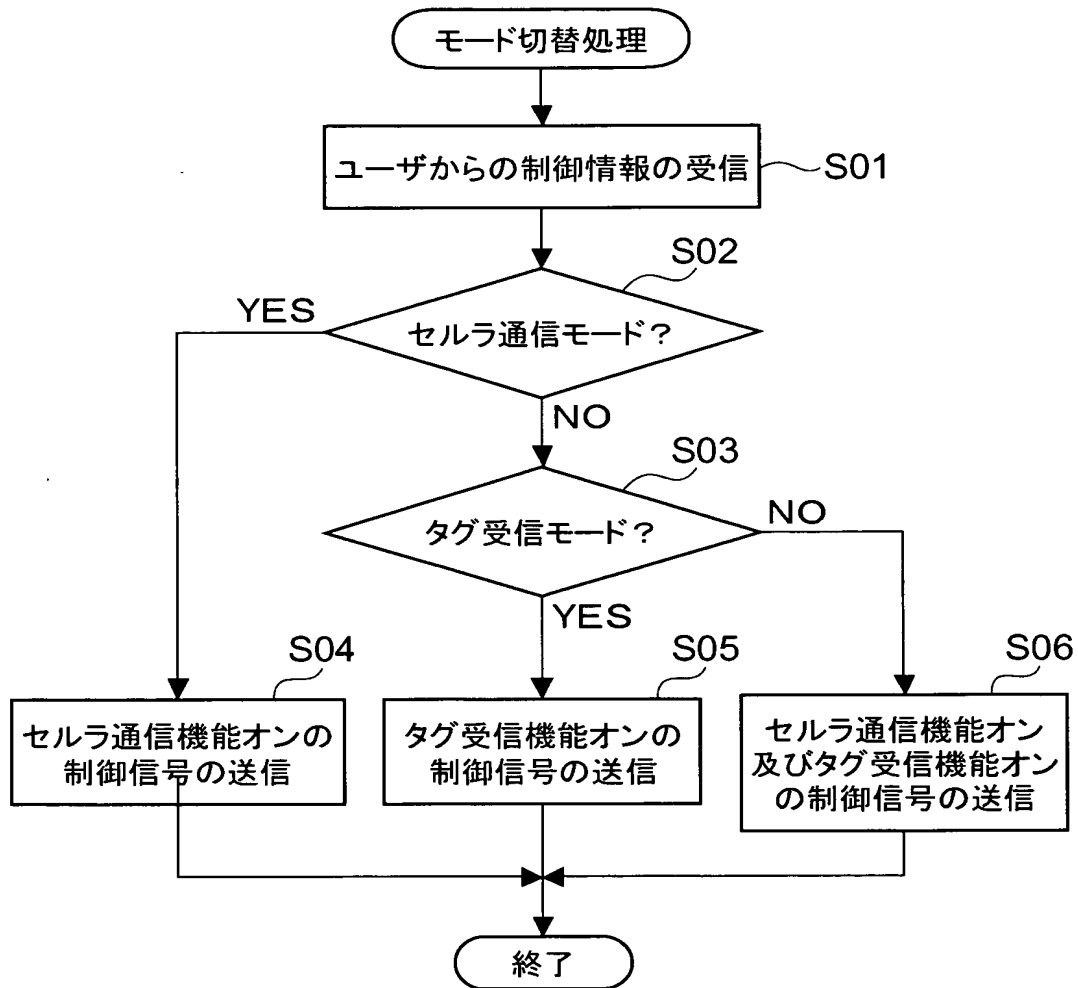 モード切替処理
ユーザからの制御情報の受信
S01
S02
YES
セルラ通信モード？
NO
S03
タグ受信モード？
NO
YES
S04
セルラ通信機能オンの
制御信号の送信
S05
タグ受信機能オンの
制御信号の送信
S06
セルラ通信機能オン
及びタグ受信機能オン
の制御信号の送信
終了